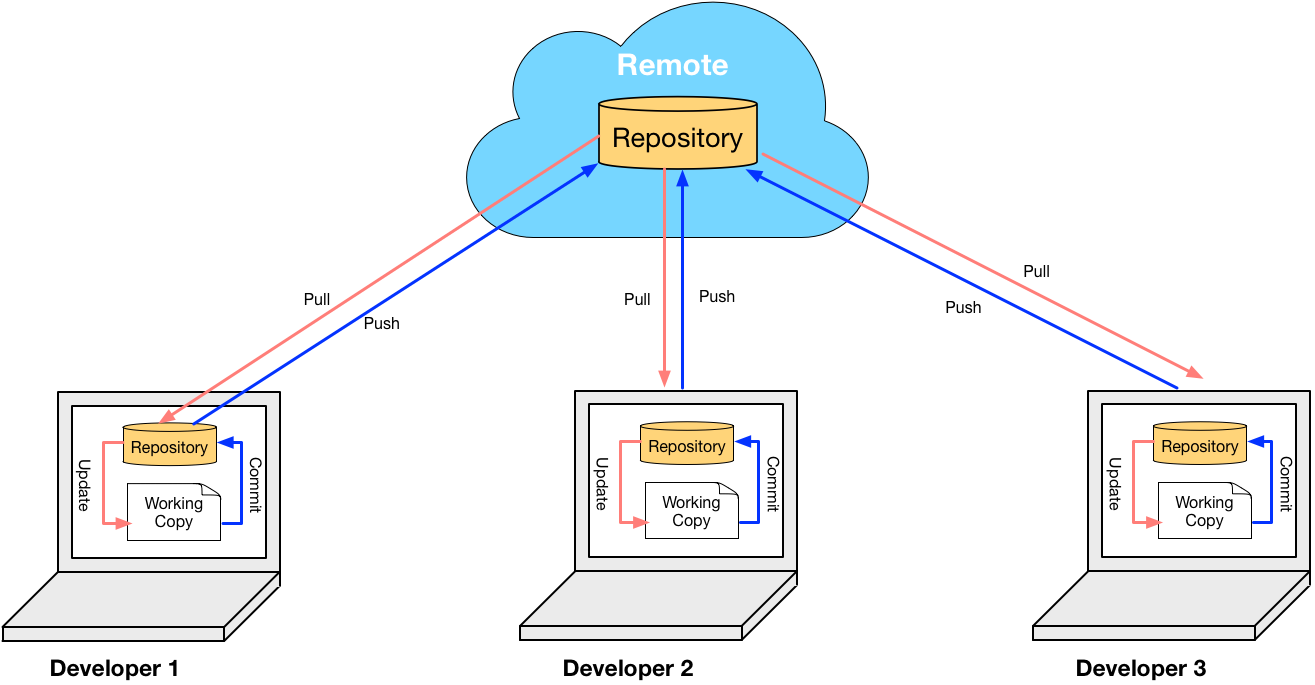 Remote
Repository
Pull
Push
Pull
Push
Pull
Push
Repository
Update
Commit
Working
Copy
Repository
Update
Commit
Working
Copy
Repository
Update
Commit
Working
Copy
Developer 1
Developer 2
Developer 3